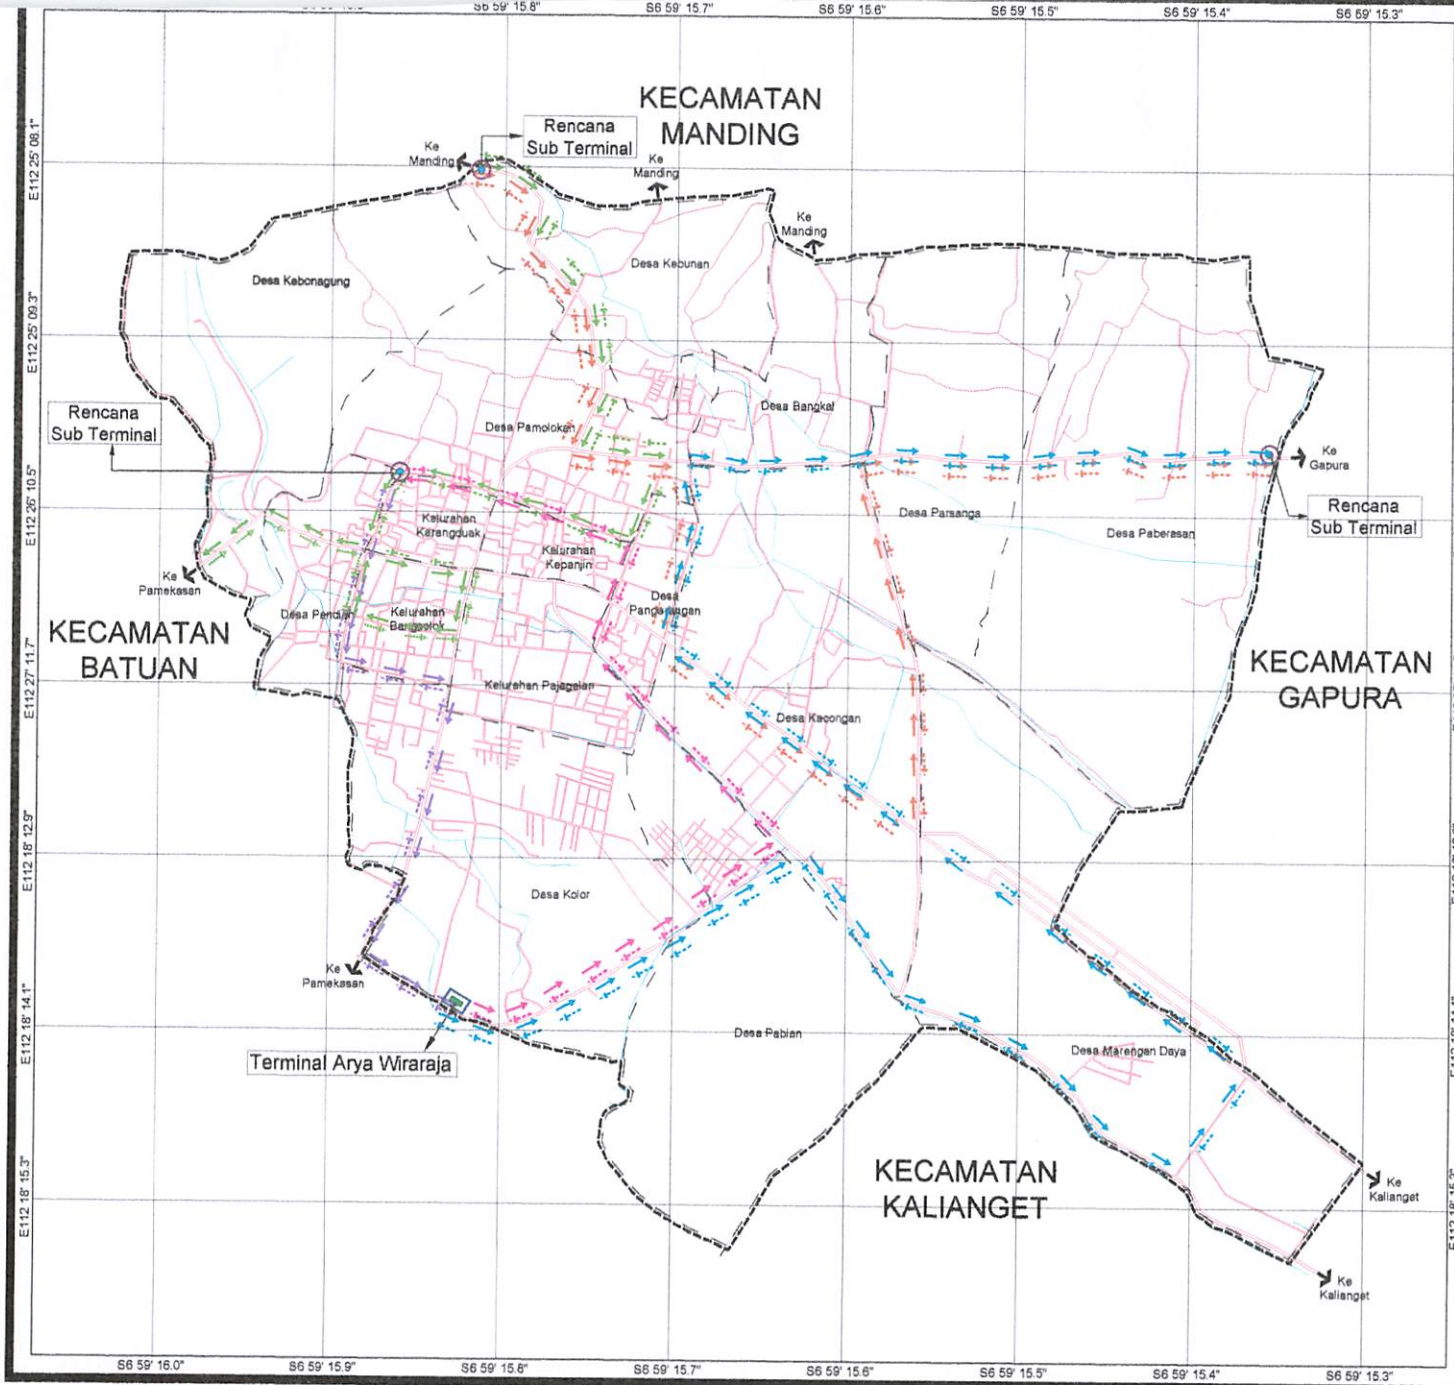 S6 59' 15.8"
S6 59' 15.7"
S6 59' 15.6"
S6 59' 15.5"
S6 59' 15.4"
S6 59' 15.3"
KECAMATAN
MANDING
Rencana
Sub Terminal
Ke
Manding
Ke
Manding
Ke
Manding
E112 25' 08.1"
Desa Kebonagung
Desa Kebunan
E112 25' 09.3"
Rencana
Sub Terminal
Desa Bangkal
Desa Pamolokan
Ke
Gapura
E112 26' 10.5"
Rencana
Sub Terminal
Kelurahan
Karangduak
Desa Parsanga
Desa Paberasan
Kelurahan
Kepanjin
Ke
Pamekasan
Desa
Desa Pandian
Kelurahan
KECAMATAN
BATUAN
KECAMATAN
GAPURA
E112 27' 11.7"
Kelurahan Pajagalan
Desa Kacongan
E112 18' 12.9"
Desa Kolor
Ke
Pamekasan
E112 18' 14.1"
Desa Pabian
Desa Marengan Daya
Terminal Arya Wiraraja
E112 18' 15.3"
KECAMATAN
KALIANGET
Ke
Kalianget
Ke
Kalianget
S6 59' 16.0"
S6 59' 15.9"
S6 59' 15.8"
S6 59' 15.7"
S6 59' 15.6"
S6 59' 15.5"
S6 59' 15.4"
S6 59' 15.3"